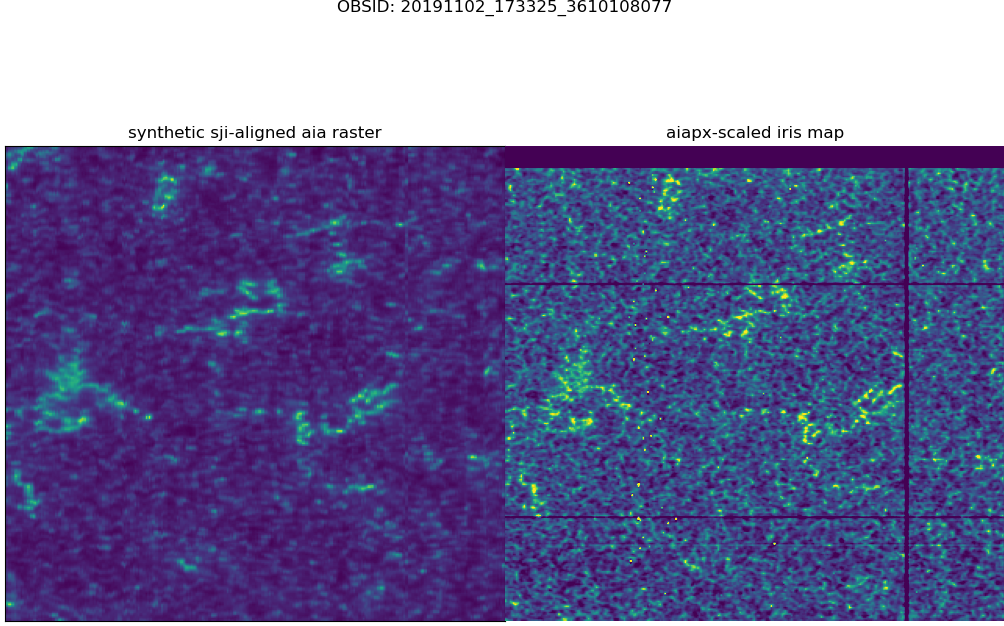 OBSID: 20191102_173325_3610108077
synthetic sji-aligned aia raster
aiapx-scaled iris map